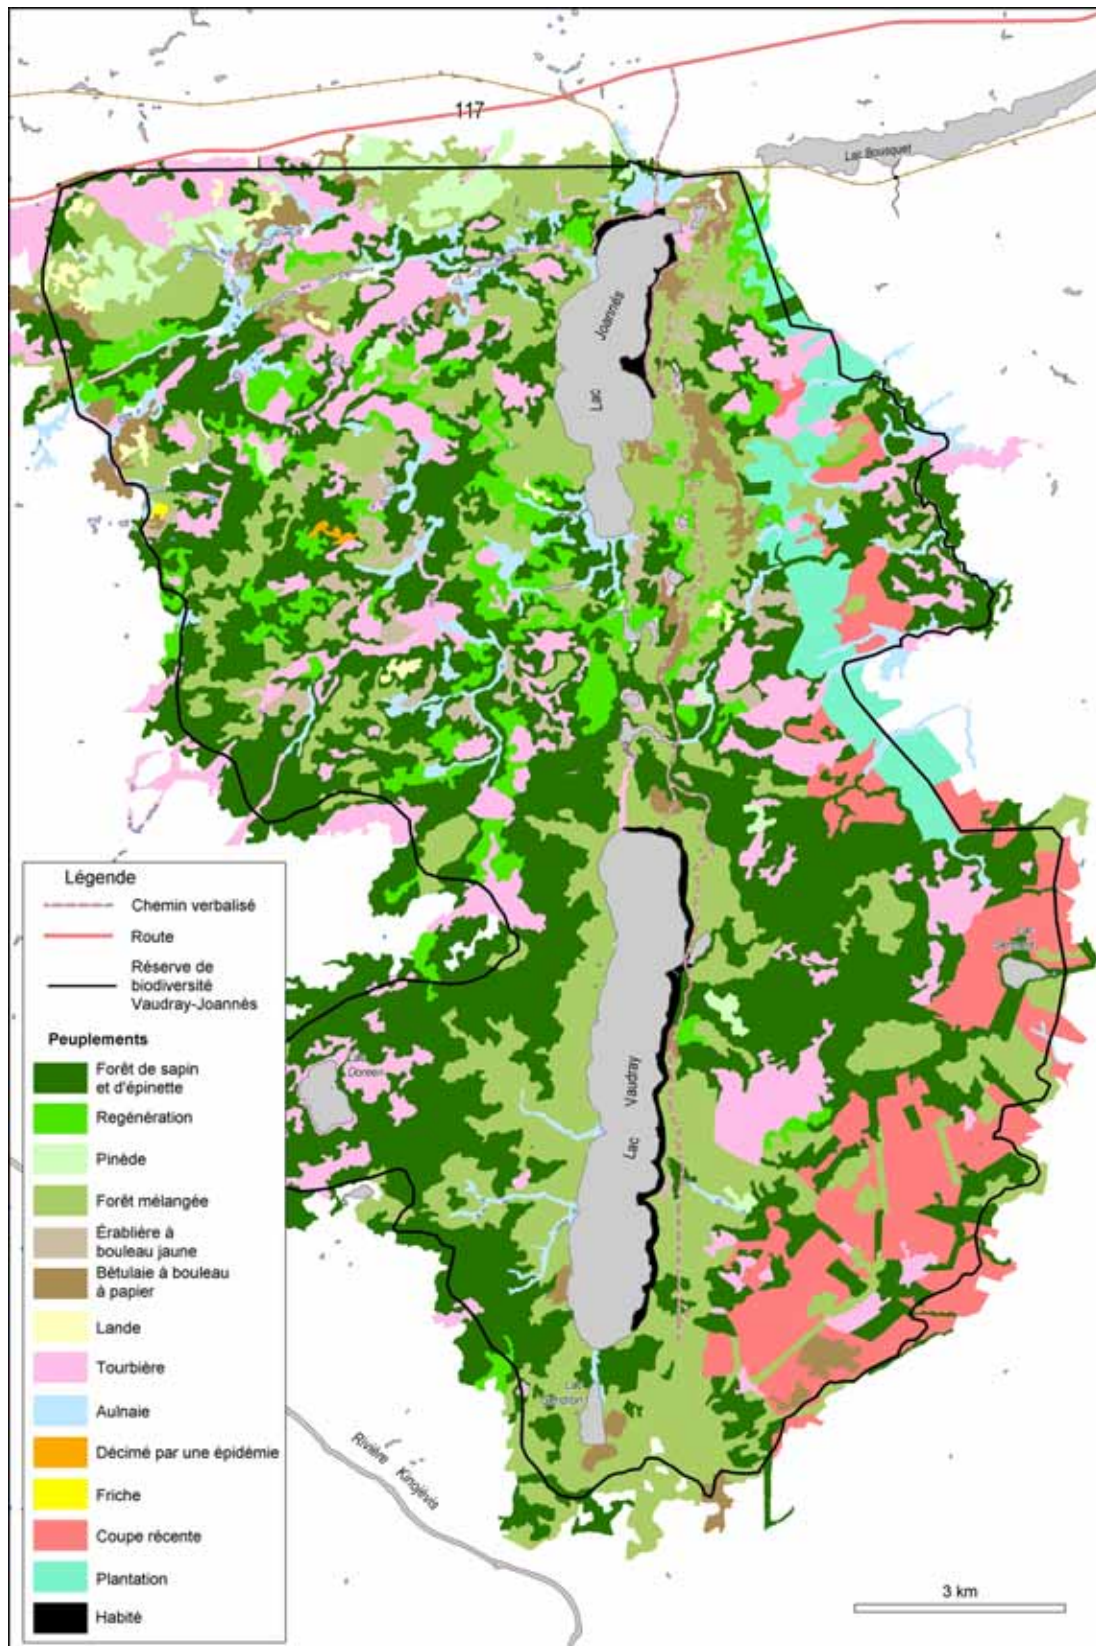 117
Lac Bousquet
Lac Joannès
Lac Vaudray
Doreen
Lac
Rivière Kinojévis
Légende
Chemin verbalisé
Route
Réserve de
biodiversité
Vaudray-Joannès
Peuplements
Forêt de sapin
et d'épinette
Regénération
Pinède
Forêt mélangée
Érablière à
bouleau jaune
Bétulaie à bouleau
à papier
Lande
Tourbière
Aulnaie
Décimé par une épidémie
Friche
Coupe récente
Plantation
Habité
3 km